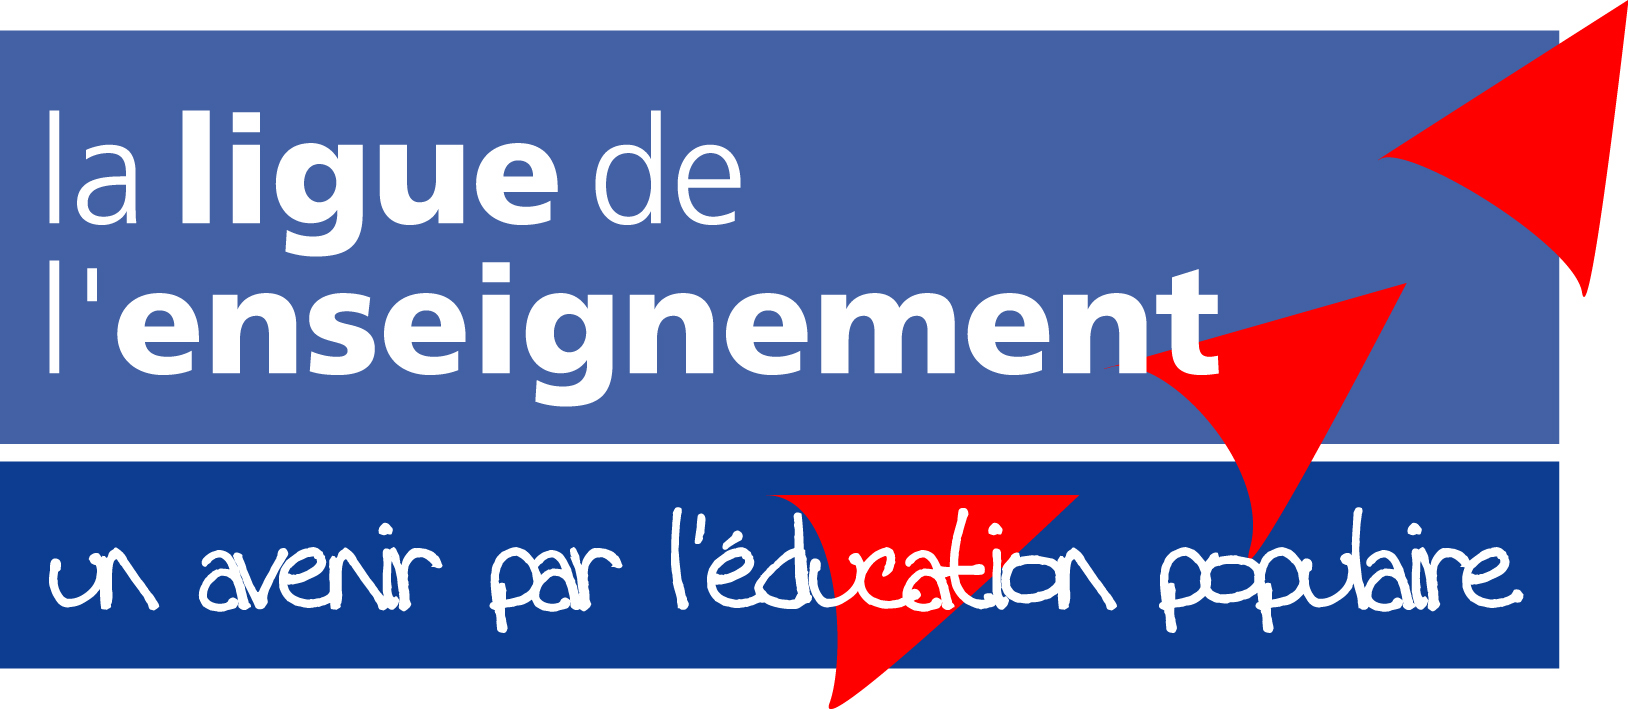 la ligue de
l'enseignement
un avenir par l'éducation populaire